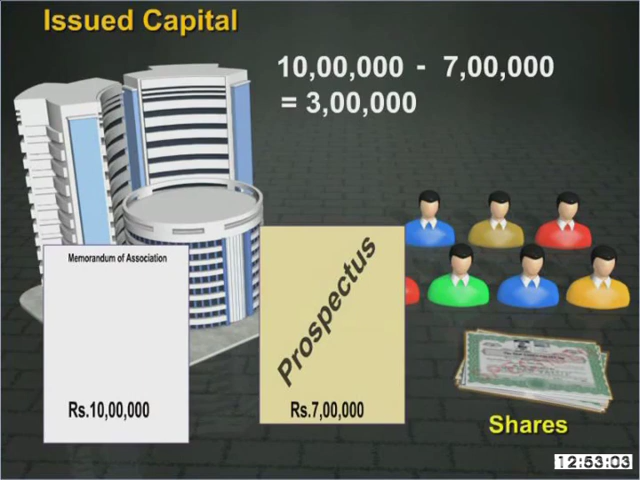 Issued Capital
10,00,000 - 7,00,000
= 3,00,000
Memorandum of Association
Rs.10,00,000
Prospectus
Rs.7,00,000
Shares
12:53:03